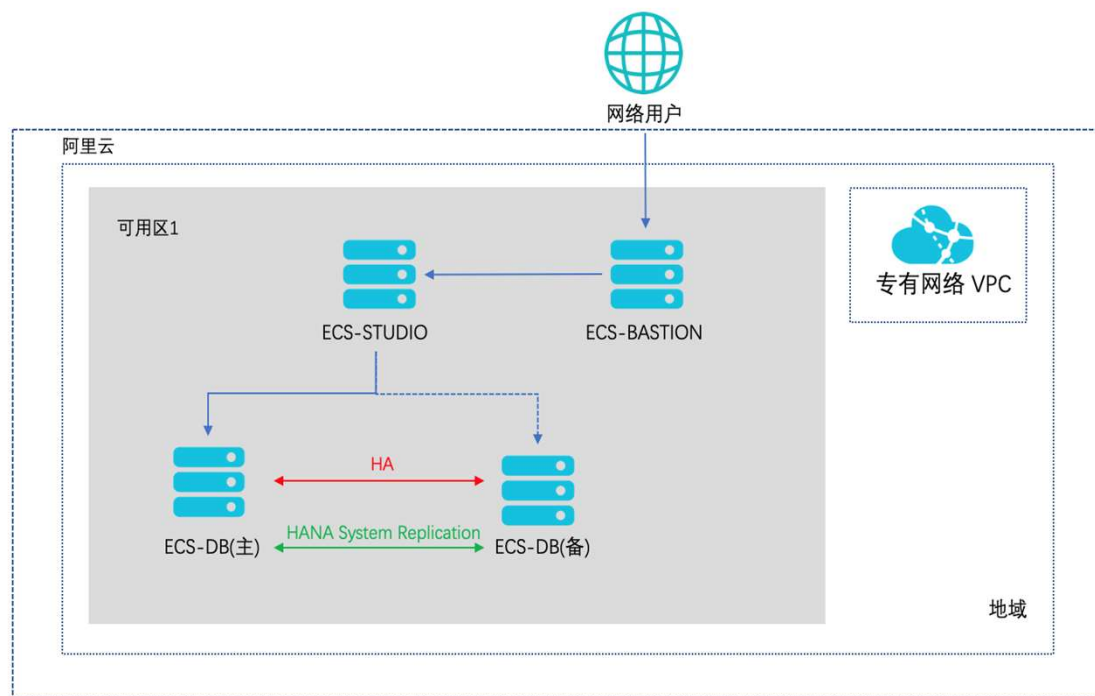 网络用户
阿里云
可用区1
专有网络 VPC
ECS-STUDIO
ECS-BASTION
HA
HANA System Replication
ECS-DB(主)
ECS-DB(备)
地域